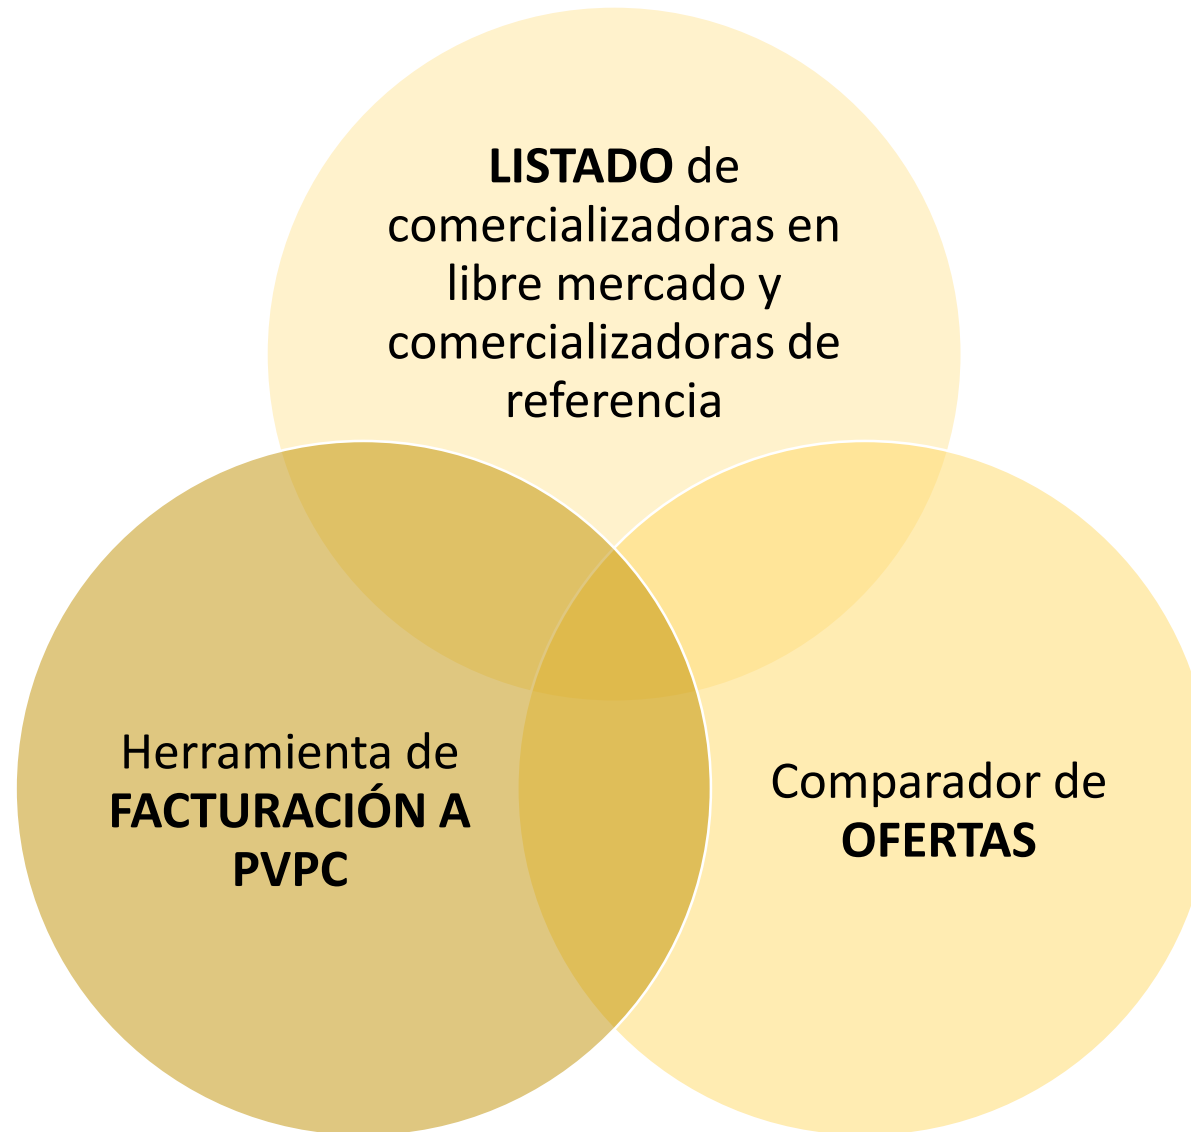 LISTADO de
comercializadoras en
libre mercado y
comercializadoras de
referencia
Herramienta de
FACTURACIÓN A
PVPC
Comparador de
OFERTAS